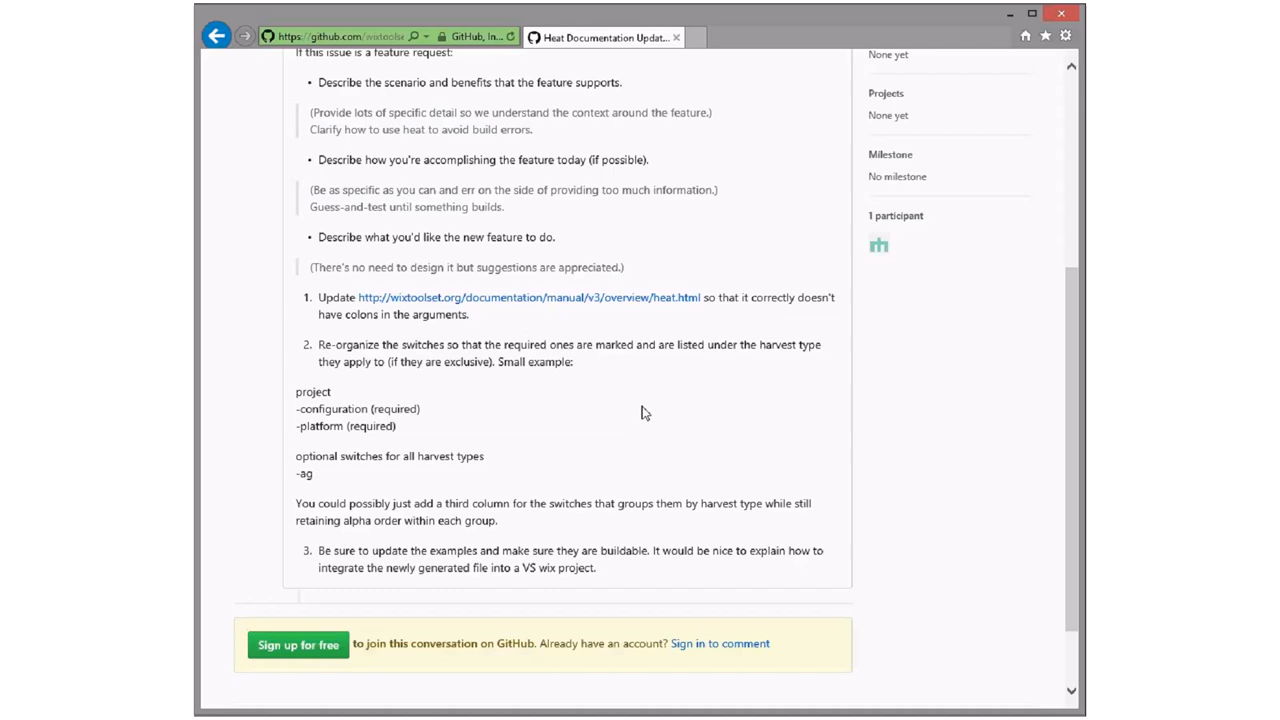 https://github.com/wixtoolse
GitHub, In...
Heat Documentation Updat...
If this issue is a feature request:
• Describe the scenario and benefits that the feature supports.
(Provide lots of specific detail so we understand the context around the feature.)
Clarify how to use heat to avoid build errors.
• Describe how you're accomplishing the feature today (if possible).
(Be as specific as you can and err on the side of providing too much information.)
Guess-and-test until something builds.
• Describe what you'd like the new feature to do.
(There's no need to design it but suggestions are appreciated.)
1. Update http://wixtoolset.org/documentation/manual/v3/overview/heat.html so that it correctly doesn't
have colons in the arguments.
2. Re-organize the switches so that the required ones are marked and are listed under the harvest type
they apply to (if they are exclusive). Small example:
project
-configuration (required)
-platform (required)
optional switches for all harvest types
-ag
You could possibly just add a third column for the switches that groups them by harvest type while still
retaining alpha order within each group.
3. Be sure to update the examples and make sure they are buildable. It would be nice to explain how to
integrate the newly generated file into a VS wix project.
Sign up for free to join this conversation on GitHub. Already have an account? Sign in to comment
None yet
Projects
None yet
Milestone
No milestone
1 participant